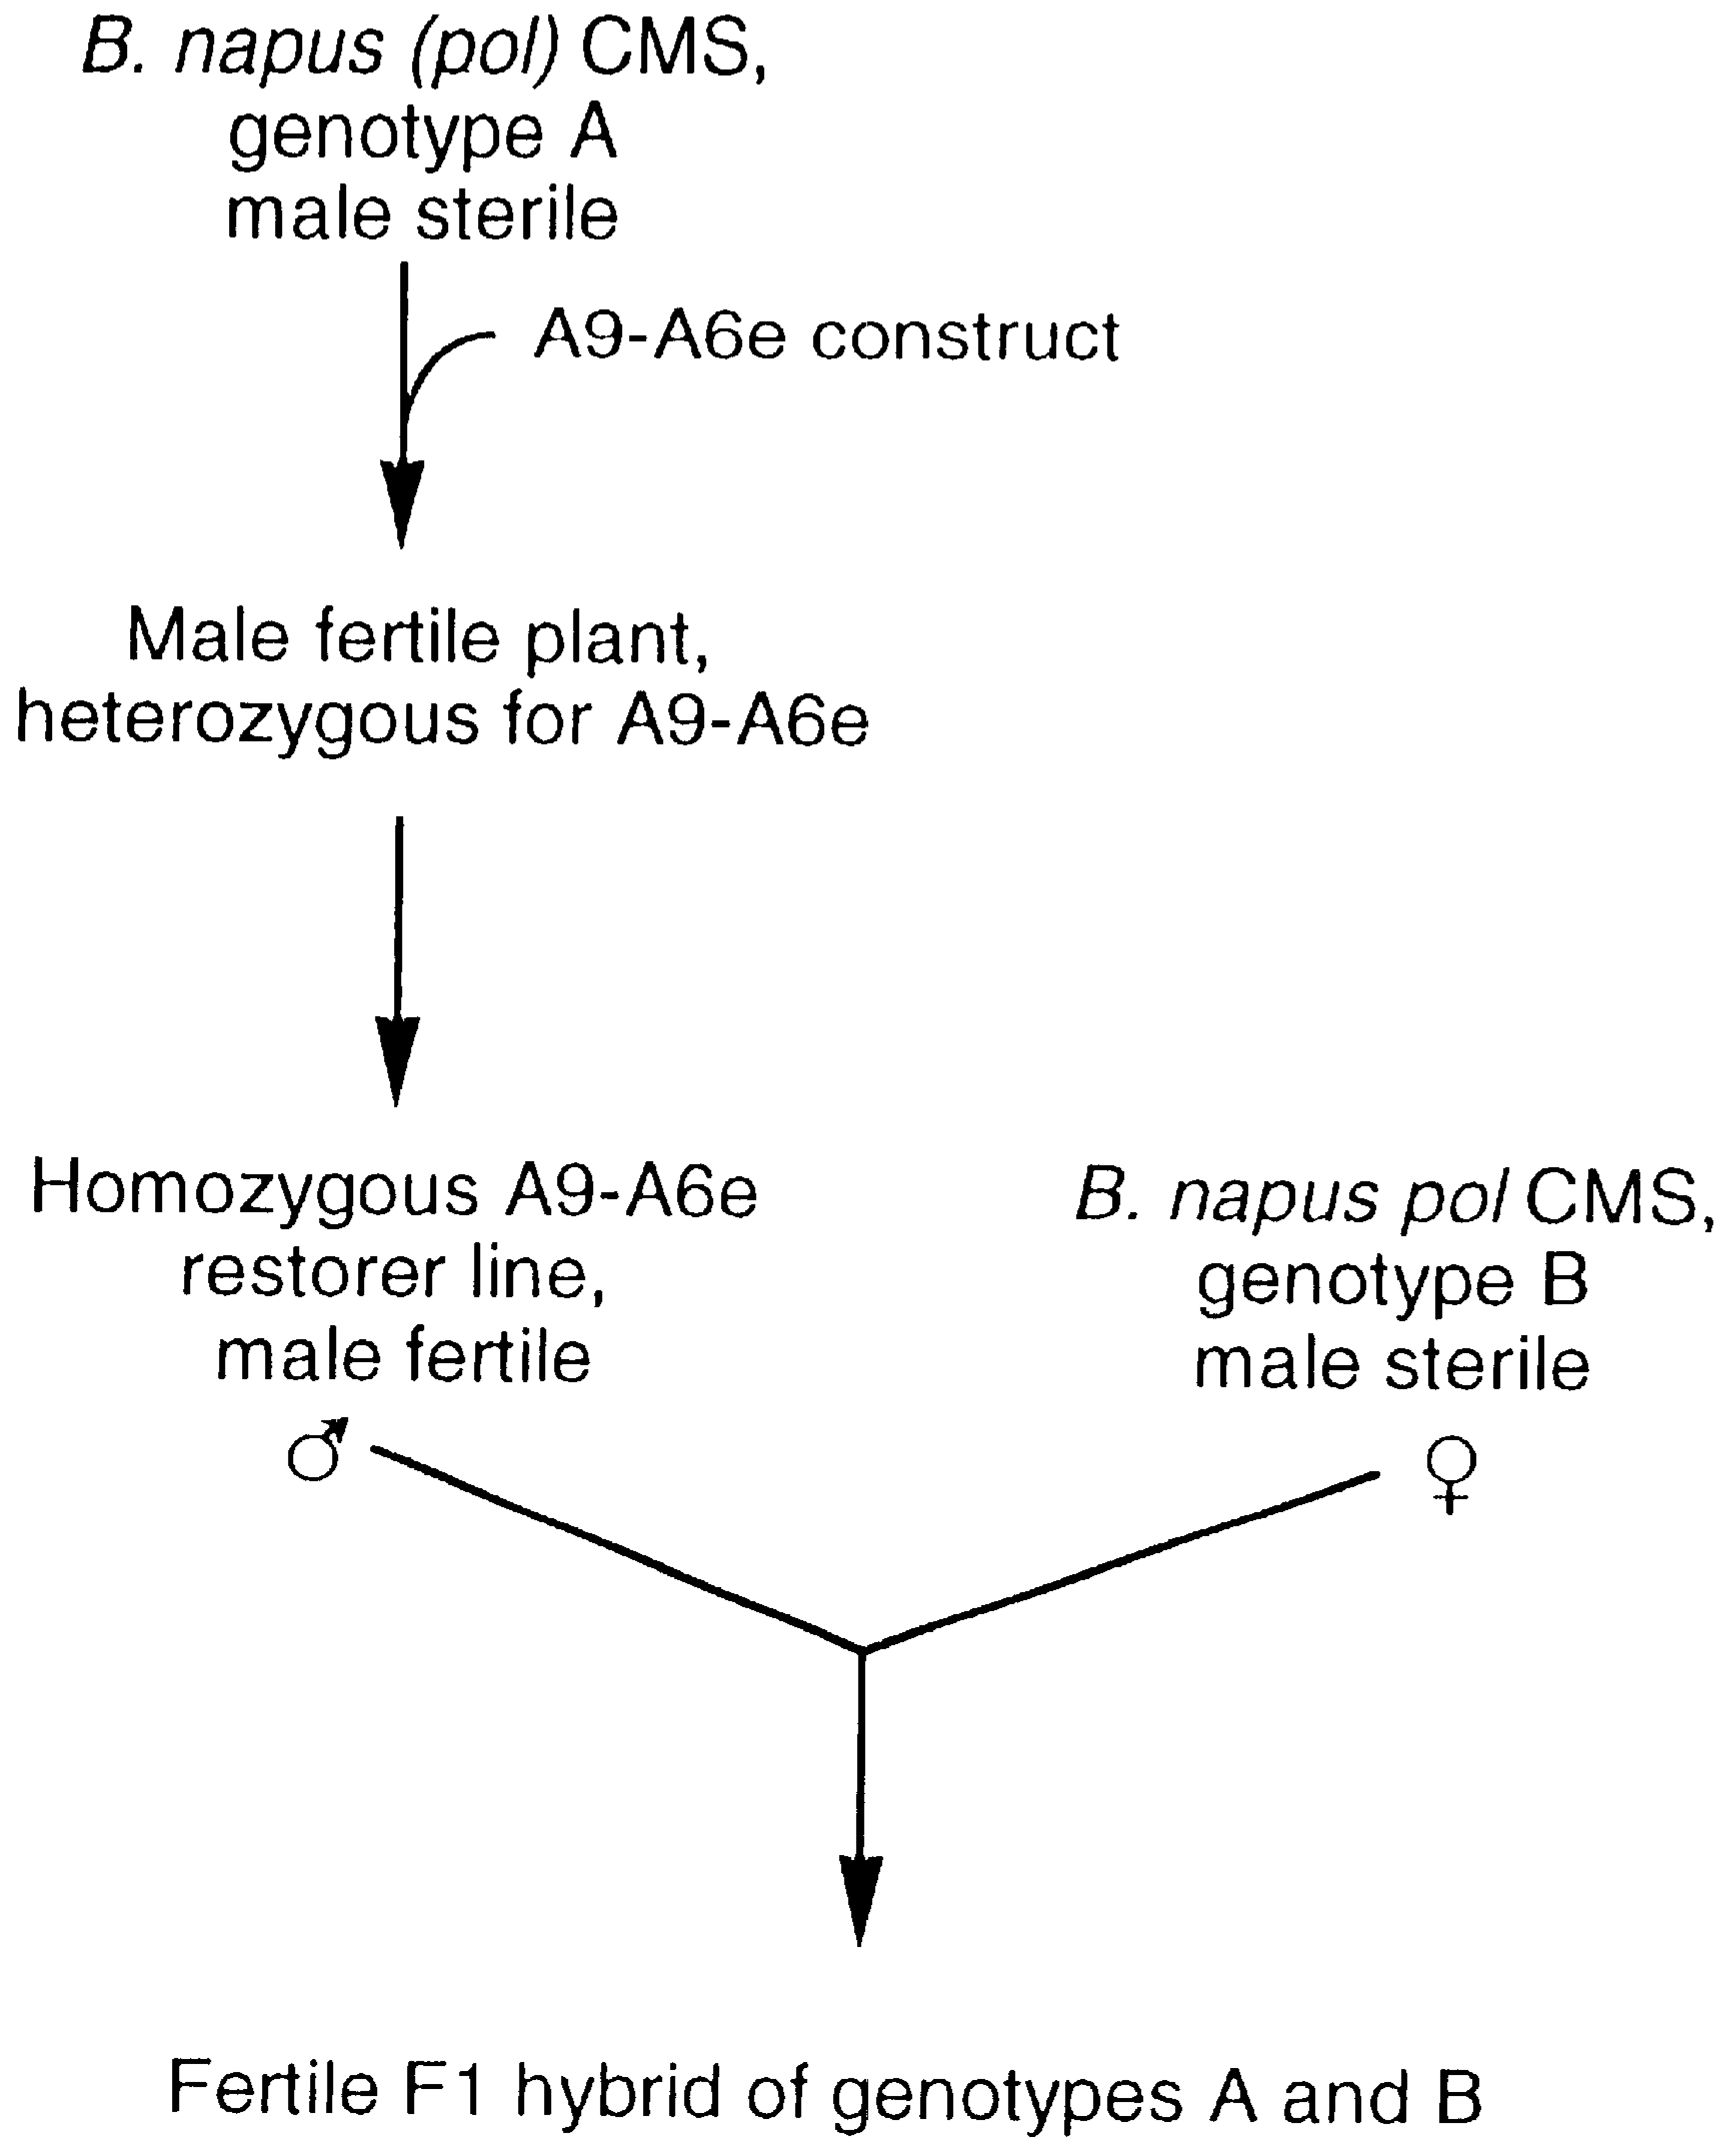 B. napus (pol) CMS,
genotype A
male sterile
A9-A6e construct
Male fertile plant,
heterozygous for A9-A6e
Homozygous A9-A6e
restorer line,
male fertile
♂
B. napus pol CMS,
genotype B
male sterile
♀
Fertile F1 hybrid of genotypes A and B